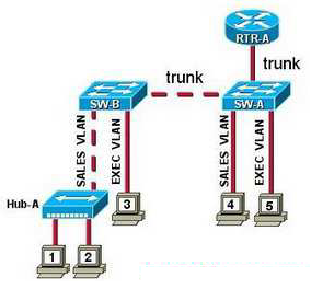 RTR-A
trunk
trunk
SW-B
SW-A
SALES VLAN
EXEC VLAN
SALES VLAN
EXEC VLAN
Hub-A
3
4
5
1
2